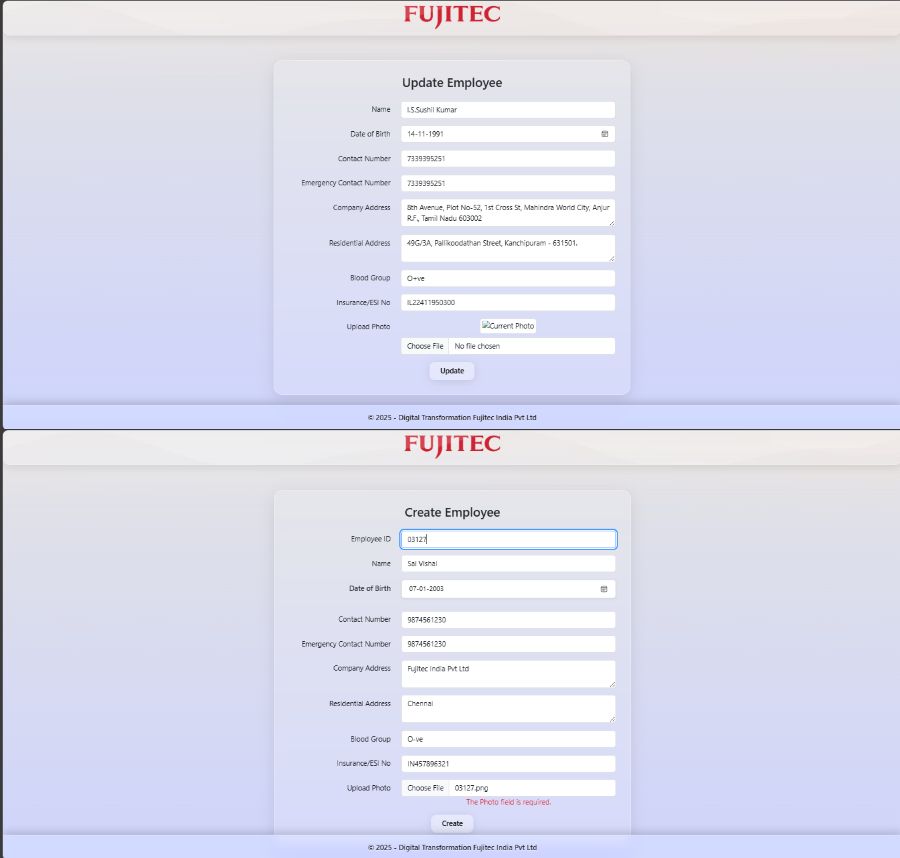 FUJITEC
Update Employee
Name
I.S.Sushil Kumar
Date of Birth
14-11-1991
Contact Number
7339395251
Emergency Contact Number
7339395251
Company Address
8th Avenue, Plot No-52, 1st Cross St, Mahindra World City, Anjur
R.F., Tamil Nadu 603002
Residential Address
49G/3A, Pallikoodathan Street, Kanchipuram - 631501.
Blood Group
O+ve
Insurance/ESI No
IL22411950300
Upload Photo
Current Photo
Choose File No file chosen
Update
© 2025 - Digital Transformation Fujitec India Pvt Ltd
FUJITEC
Create Employee
Employee ID
03127
Name
Sai Vishal
Date of Birth
07-01-2003
Contact Number
9874561230
Emergency Contact Number
9874561230
Company Address
Fujitec India Pvt Ltd
Residential Address
Chennai
Blood Group
O-ve
Insurance/ESI No
IN457896321
Upload Photo
Choose File 03127.png
The Photo field is required.
Create
© 2025 - Digital Transformation Fujitec India Pvt Ltd